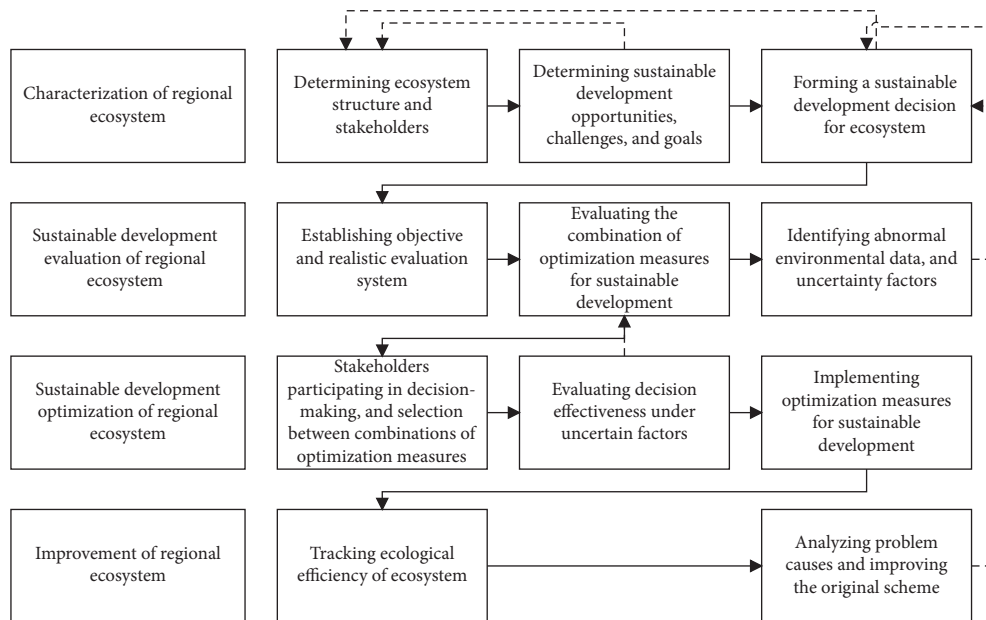 Characterization of regional
ecosystem
Determining ecosystem
structure and
stakeholders
Determining sustainable
development
opportunities,
challenges, and goals
Forming a sustainable
development decision
for ecosystem
Sustainable development
evaluation of regional
ecosystem
Establishing objective
and realistic evaluation
system
Evaluating the
combination of
optimization measures
for sustainable
development
Identifying abnormal
environmental data, and
uncertainty factors
Sustainable development
optimization of regional
ecosystem
Stakeholders
participating in decision-
making, and selection
between combinations of
optimization measures
Evaluating decision
effectiveness under
uncertain factors
Implementing
optimization measures
for sustainable
development
Improvement of regional
ecosystem
Tracking ecological
efficiency of ecosystem
Analyzing problem
causes and improving
the original scheme